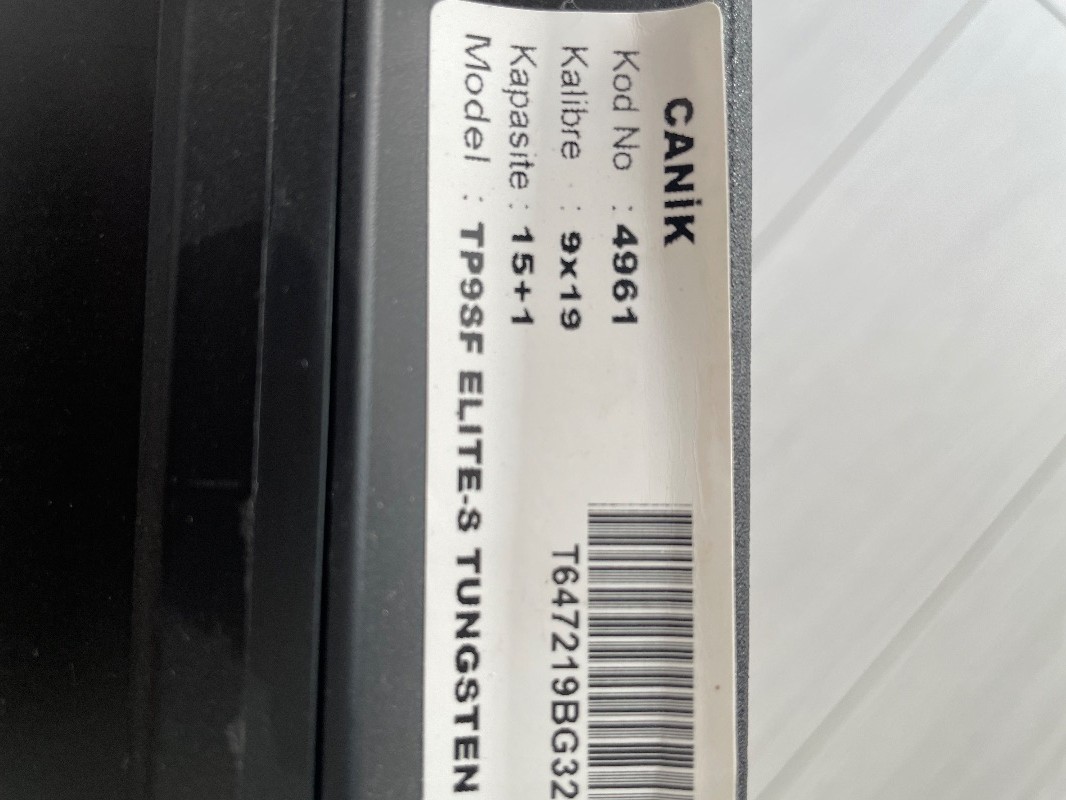 CANİK
Kod No : 4961
Kalibre : 9x19
Kapasite : 15+1
Model : TP9SF ELITE-S TUNGSTEN
T647219BG32